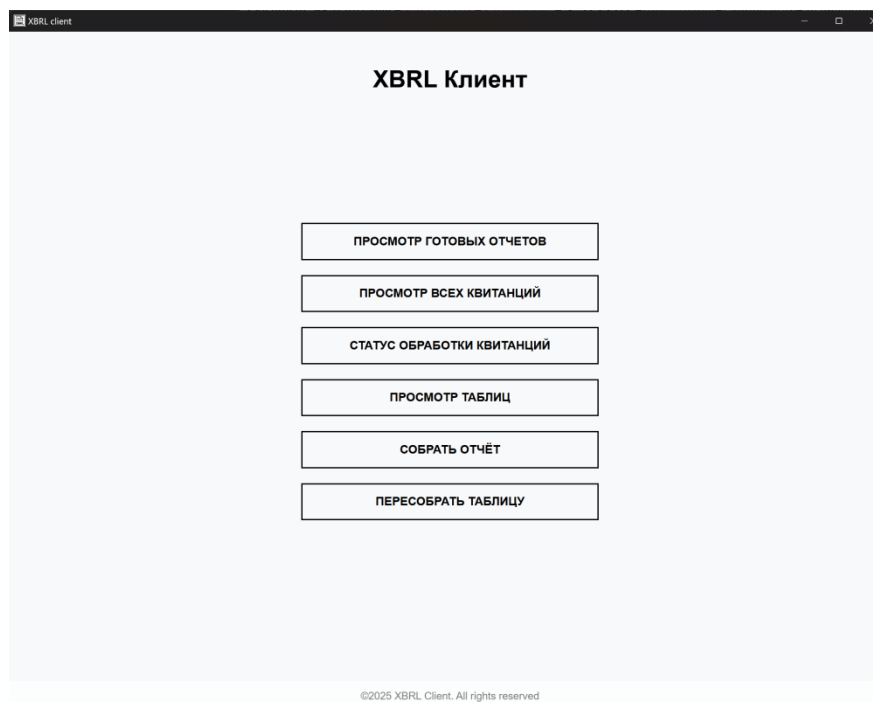 XBRL client
XBRL Клиент
ПРОСМОТР ГОТОВЫХ ОТЧЕТОВ
ПРОСМОТР ВСЕХ КВИТАНЦИЙ
СТАТУС ОБРАБОТКИ КВИТАНЦИЙ
ПРОСМОТР ТАБЛИЦ
СОБРАТЬ ОТЧЁТ
ПЕРЕСОБРАТЬ ТАБЛИЦУ
©2025 XBRL Client. All rights reserved